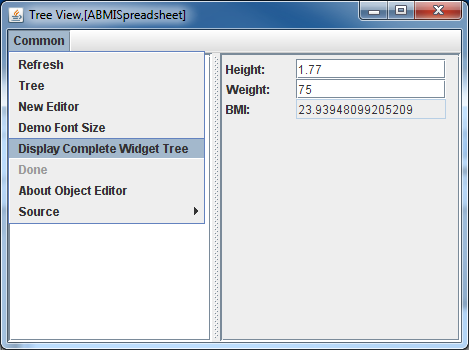 Tree View,[ABMISpreadsheet]
Common
Refresh
Tree
New Editor
Demo Font Size
Display Complete Widget Tree
Done
About Object Editor
Source
Height: 1.77
Weight: 75
BMI: 23.93948099205209